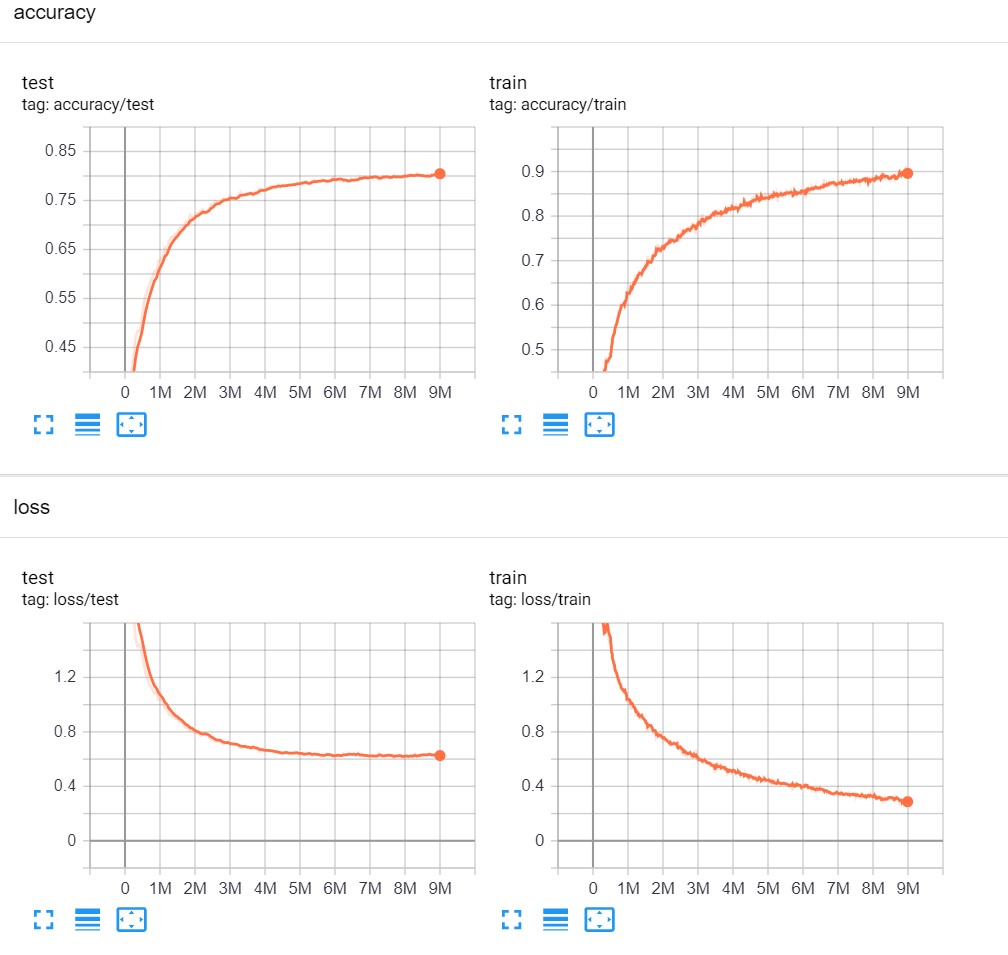 accuracy
test
tag: accuracy/test
0.85
0.75
0.65
0.55
0.45
0 1M 2M 3M 4M 5M 6M 7M 8M 9M
train
tag: accuracy/train
0.9
0.8
0.7
0.6
0.5
0 1M 2M 3M 4M 5M 6M 7M 8M 9M
loss
test
tag: loss/test
1.2
0.8
0.4
0
0 1M 2M 3M 4M 5M 6M 7M 8M 9M
train
tag: loss/train
1.2
0.8
0.4
0
0 1M 2M 3M 4M 5M 6M 7M 8M 9M